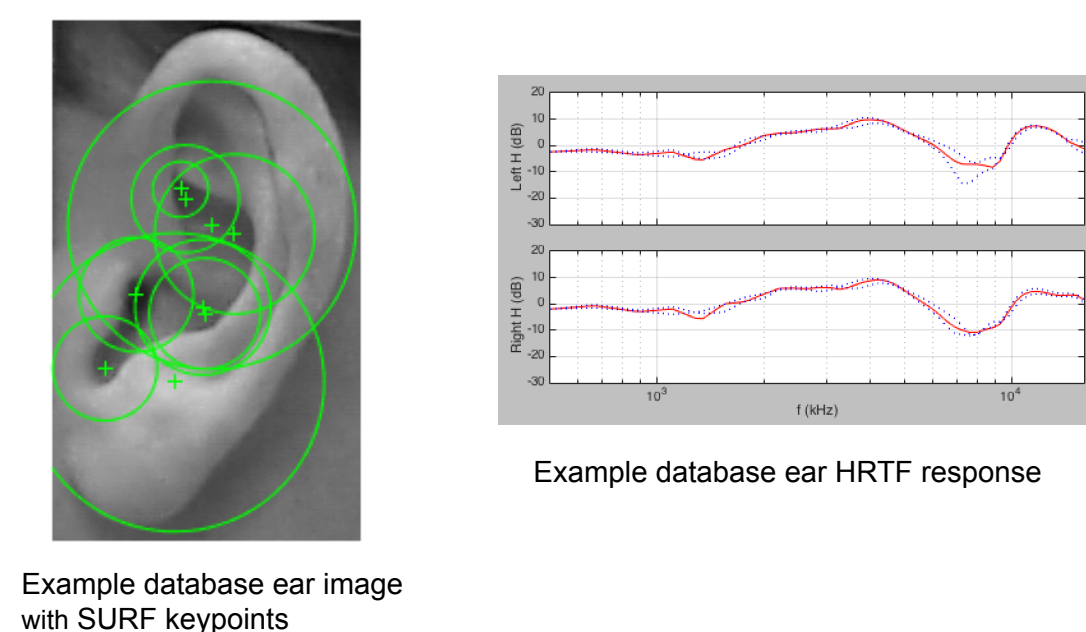 20
10
0
-10
-20
-30
Left H (dB)
20
10
0
-10
-20
-30
Right H (dB)
10³
10⁴
f (kHz)
Example database ear HRTF response
Example database ear image
with SURF keypoints